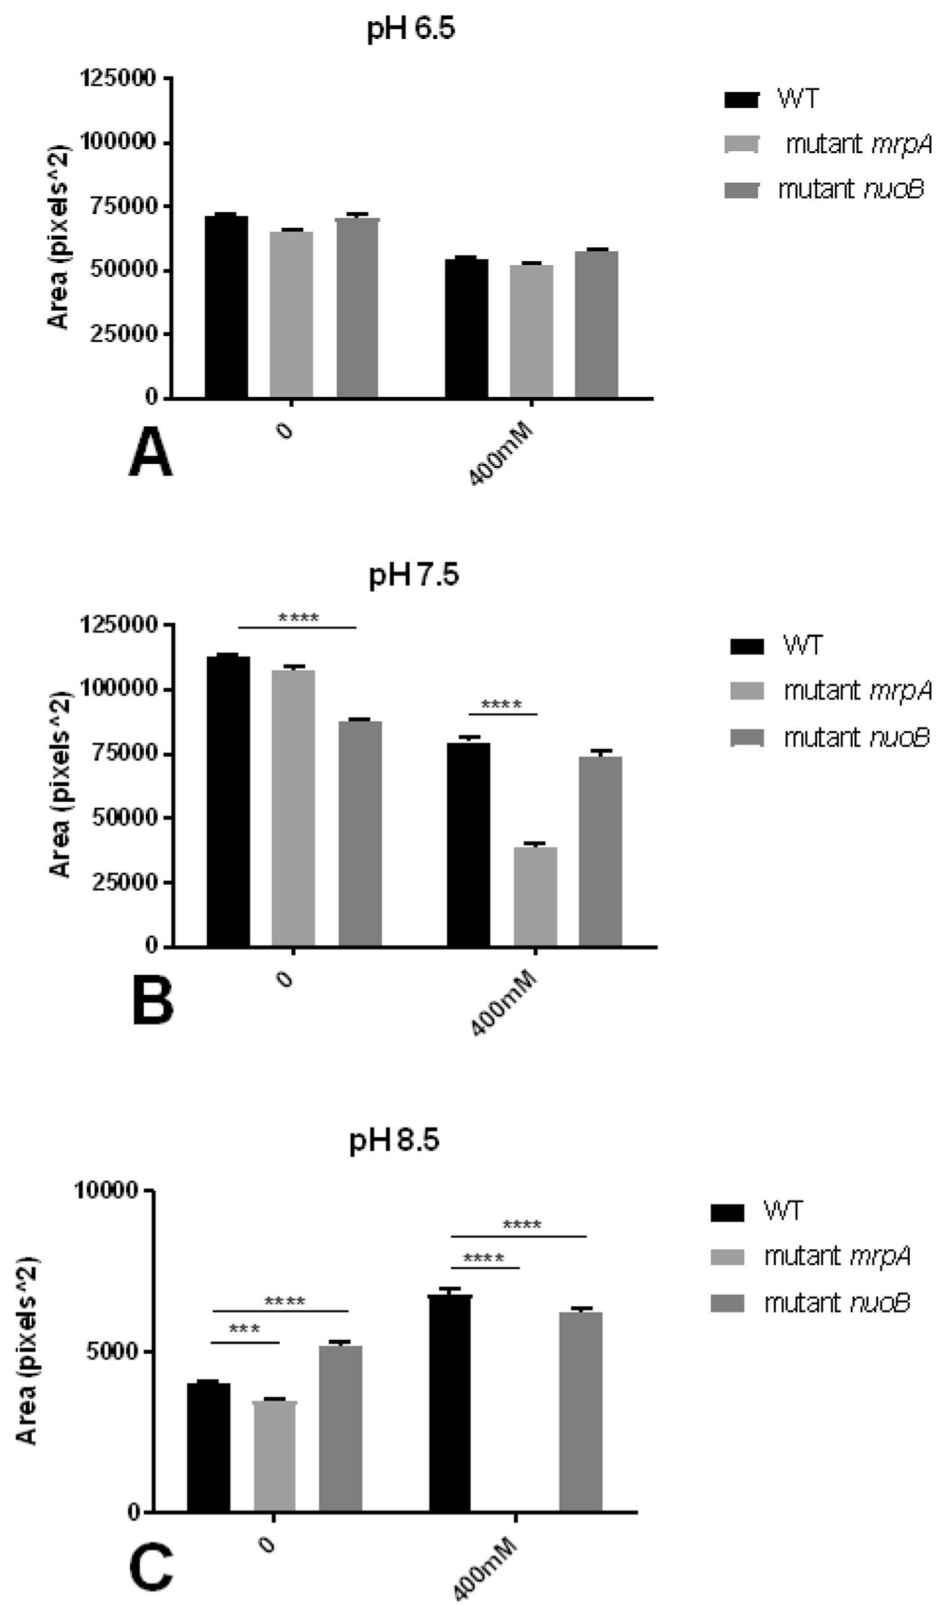 pH 6.5
125000
100000
75000
50000
25000
0
Area (pixels^2)
0
400mM
WT
mutant mrpA
mutant nuoB
A
pH 7.5
125000
100000
75000
50000
25000
0
Area (pixels^2)
****
****
0
400mM
WT
mutant mrpA
mutant nuoB
B
pH 8.5
10000
5000
0
Area (pixels^2)
****
***
****
****
0
400mM
WT
mutant mrpA
mutant nuoB
C